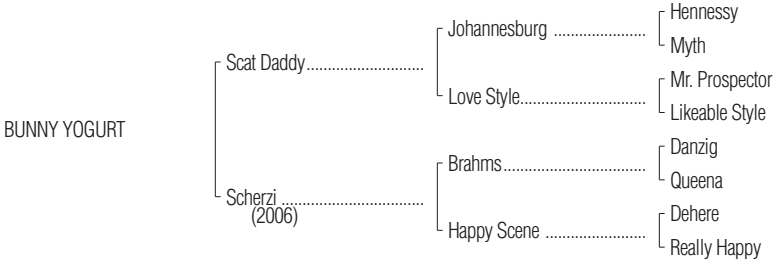 Hennessy
Johannesburg ....................
Myth
Scat Daddy..........................
Mr. Prospector
Love Style...........................
Likeable Style
BUNNY YOGURT
Danzig
Brahms...............................
Queena
Scherzi ...............................
(2006)
Dehere
Happy Scene ......................
Really Happy